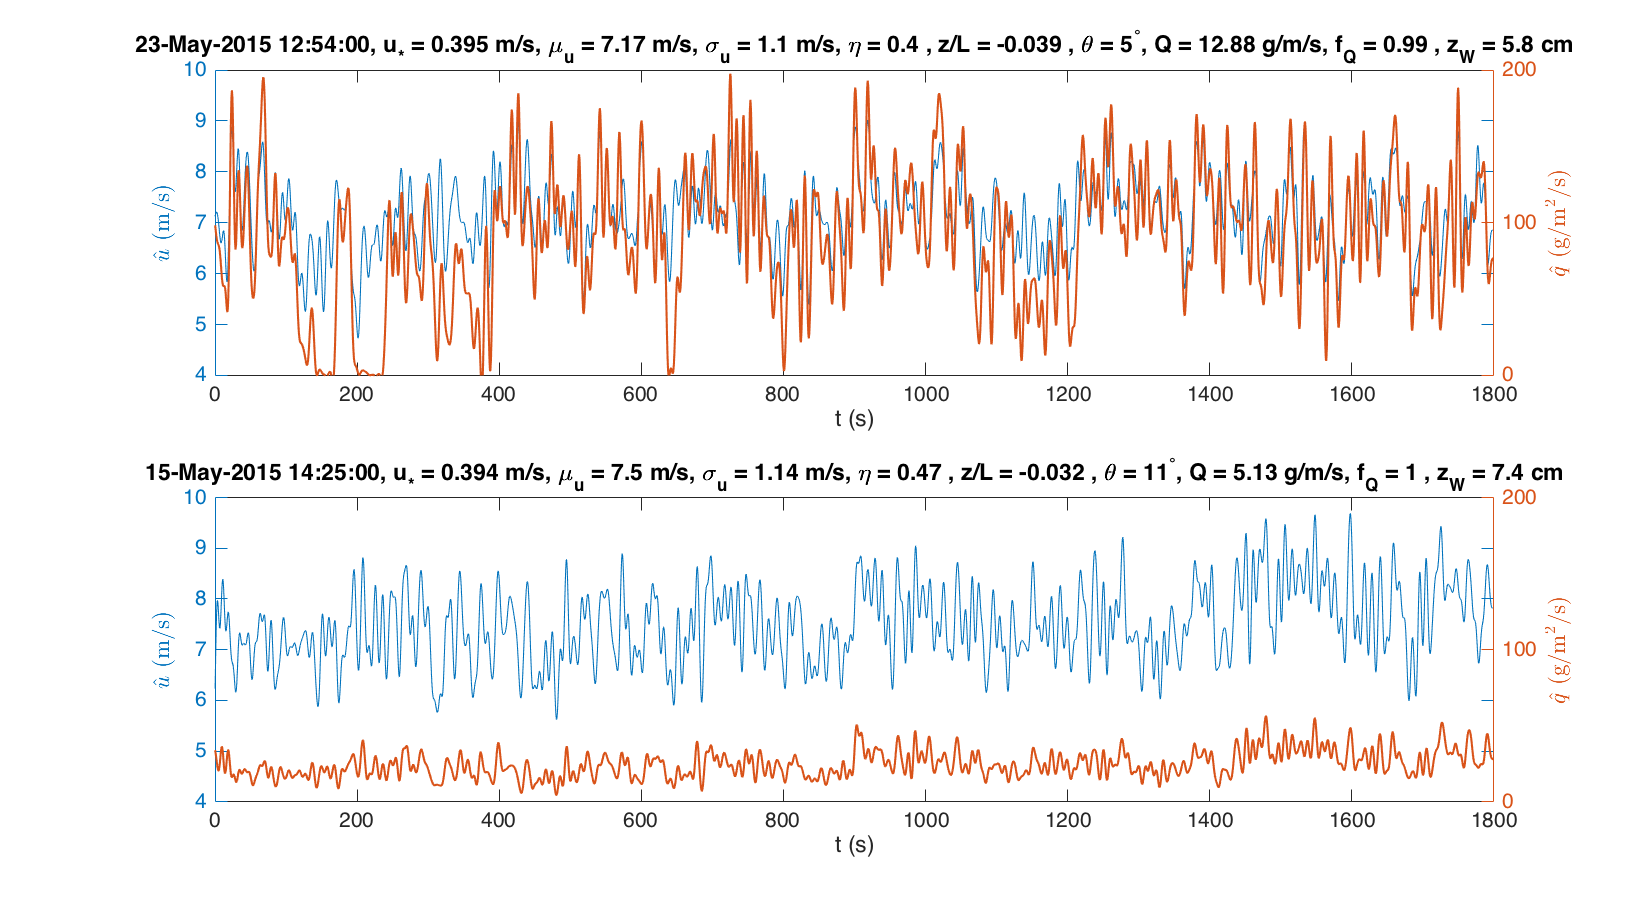 23-May-2015 12:54:00, u* = 0.395 m/s, μu = 7.17 m/s, σu = 1.1 m/s, η = 0.4 , z/L = -0.039 , θ = 5°, Q = 12.88 g/m/s, fQ = 0.99 , zW = 5.8 cm
10 200
9
8
7 100
6
5
4 0
û (m/s)
q̂ (g/m²/s)
0 200 400 600 800 1000 1200 1400 1600 1800
t (s)
15-May-2015 14:25:00, u* = 0.394 m/s, μu = 7.5 m/s, σu = 1.14 m/s, η = 0.47 , z/L = -0.032 , θ = 11°, Q = 5.13 g/m/s, fQ = 1 , zW = 7.4 cm
10 200
9
8
7 100
6
5
4 0
û (m/s)
q̂ (g/m²/s)
0 200 400 600 800 1000 1200 1400 1600 1800
t (s)